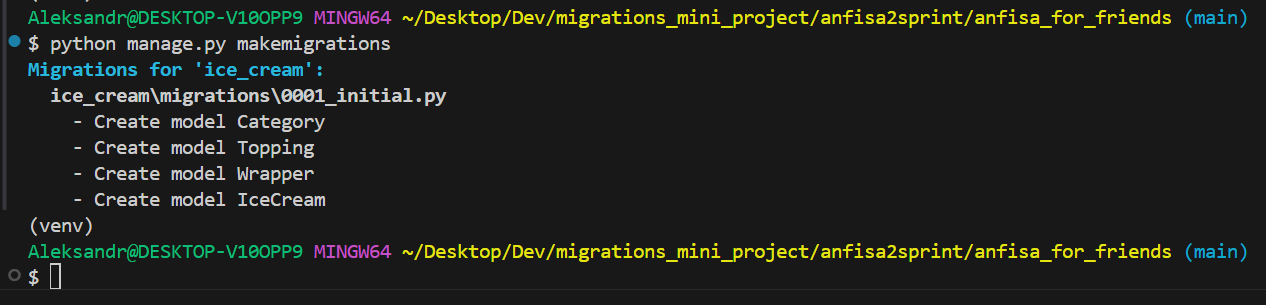 Aleksandr@DESKTOP-V10OPP9 MINGW64 ~/Desktop/Dev/migrations_mini_project/anfisa2sprint/anfisa_for_friends (main)
$ python manage.py makemigrations
Migrations for 'ice_cream':
  ice_cream\migrations\0001_initial.py
    - Create model Category
    - Create model Topping
    - Create model Wrapper
    - Create model IceCream
(venv)
Aleksandr@DESKTOP-V10OPP9 MINGW64 ~/Desktop/Dev/migrations_mini_project/anfisa2sprint/anfisa_for_friends (main)
$